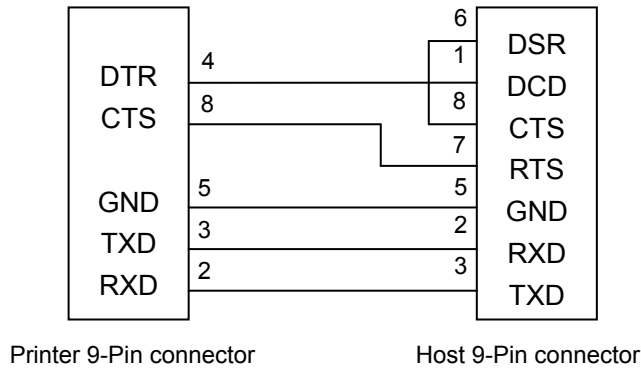 6
DSR
DTR 4 1
DCD
CTS 8 8
CTS
7
RTS
GND 5 5
GND
TXD 3 2
RXD
RXD 2 3
TXD
Printer 9-Pin connector Host 9-Pin connector